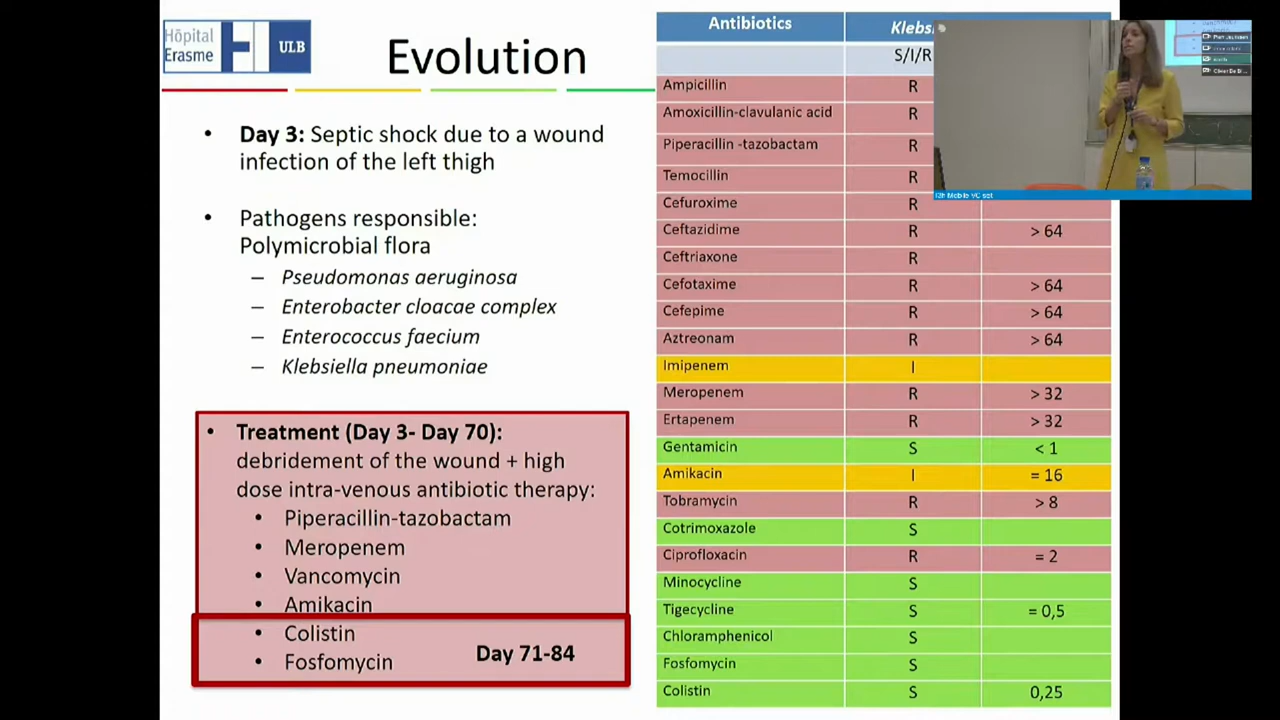 Hôpital
Erasme
ULB
Evolution
• Day 3: Septic shock due to a wound
infection of the left thigh
• Pathogens responsible:
Polymicrobial flora
– Pseudomonas aeruginosa
– Enterobacter cloacae complex
– Enterococcus faecium
– Klebsiella pneumoniae
• Treatment (Day 3- Day 70):
debridement of the wound + high
dose intra-venous antibiotic therapy:
• Piperacillin-tazobactam
• Meropenem
• Vancomycin
• Amikacin
• Colistin
• Fosfomycin
Day 71-84
Antibiotics Klebsi
S/I/R
Ampicillin R
Amoxicillin-clavulanic acid R
Piperacillin -tazobactam R
Temocillin R
Cefuroxime R
Ceftazidime R > 64
Ceftriaxone R
Cefotaxime R > 64
Cefepime R > 64
Aztreonam R > 64
Imipenem I
Meropenem R > 32
Ertapenem R > 32
Gentamicin S < 1
Amikacin I = 16
Tobramycin R > 8
Cotrimoxazole S
Ciprofloxacin R = 2
Minocycline S
Tigecycline S = 0,5
Chloramphenicol S
Fosfomycin S
Colistin S 0,25
Mobile VC set